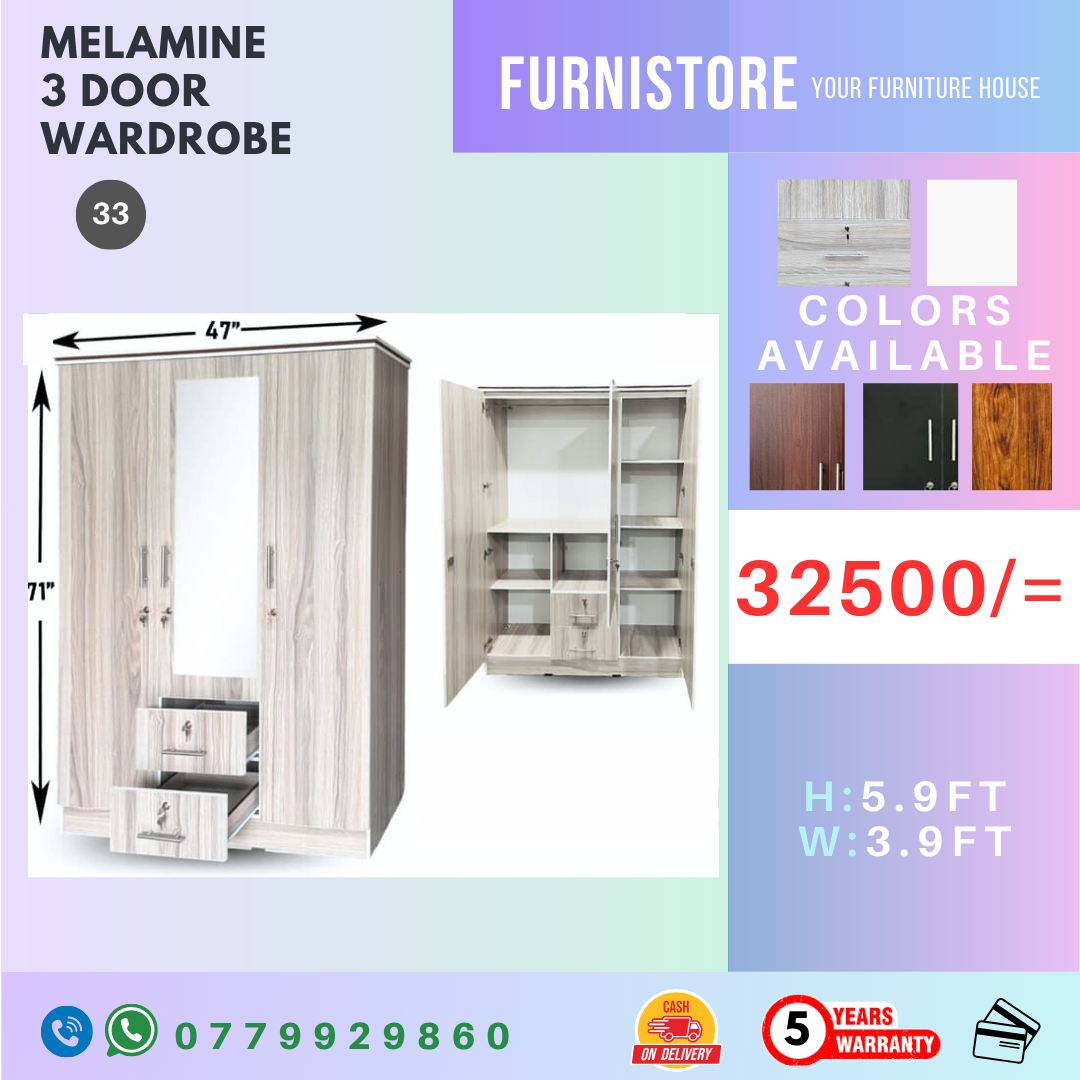 MELAMINE
3 DOOR
WARDROBE
33
FURNISTORE YOUR FURNITURE HOUSE
COLORS
AVAILABLE
47”
71”
32500/=
H:5.9FT
W:3.9FT
0779929860
CASH
ON DELIVERY
5 YEARS
WARRANTY